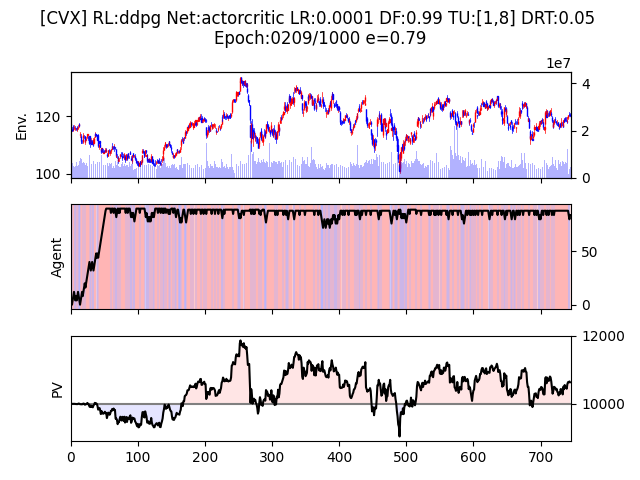 [CVX] RL:ddpg Net:actorcritic LR:0.0001 DF:0.99 TU:[1,8] DRT:0.05
Epoch:0209/1000 e=0.79
1e7
Env.
120
100
4
2
0
Agent
50
0
PV
12000
10000
0 100 200 300 400 500 600 700